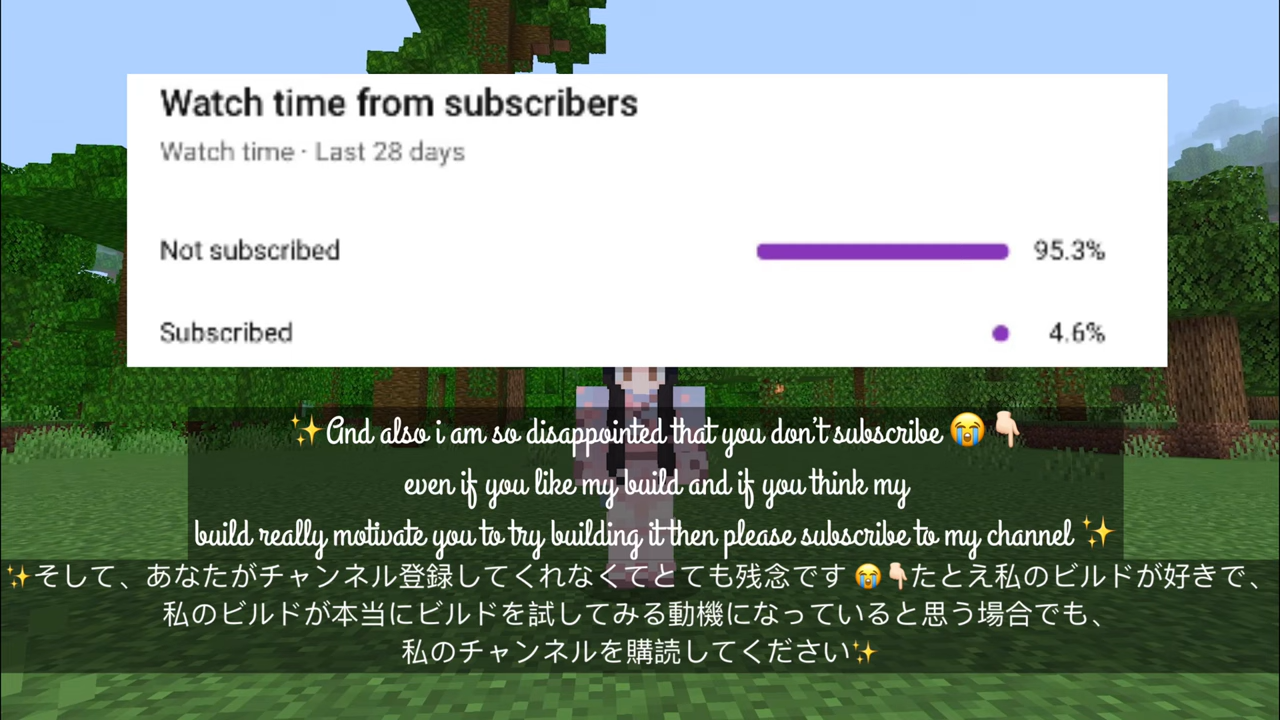 Watch time from subscribers
Watch time · Last 28 days
Not subscribed 95.3%
Subscribed 4.6%
✨And also i am so disappointed that you don't subscribe 😭👇🏻
even if you like my build and if you think my
build really motivate you to try building it then please subscribe to my channel ✨
✨そして、あなたがチャンネル登録してくれなくてとても残念です 😭👇🏻たとえ私のビルドが好きで、
私のビルドが本当にビルドを試してみる動機になっていると思う場合でも、
私のチャンネルを購読してください✨